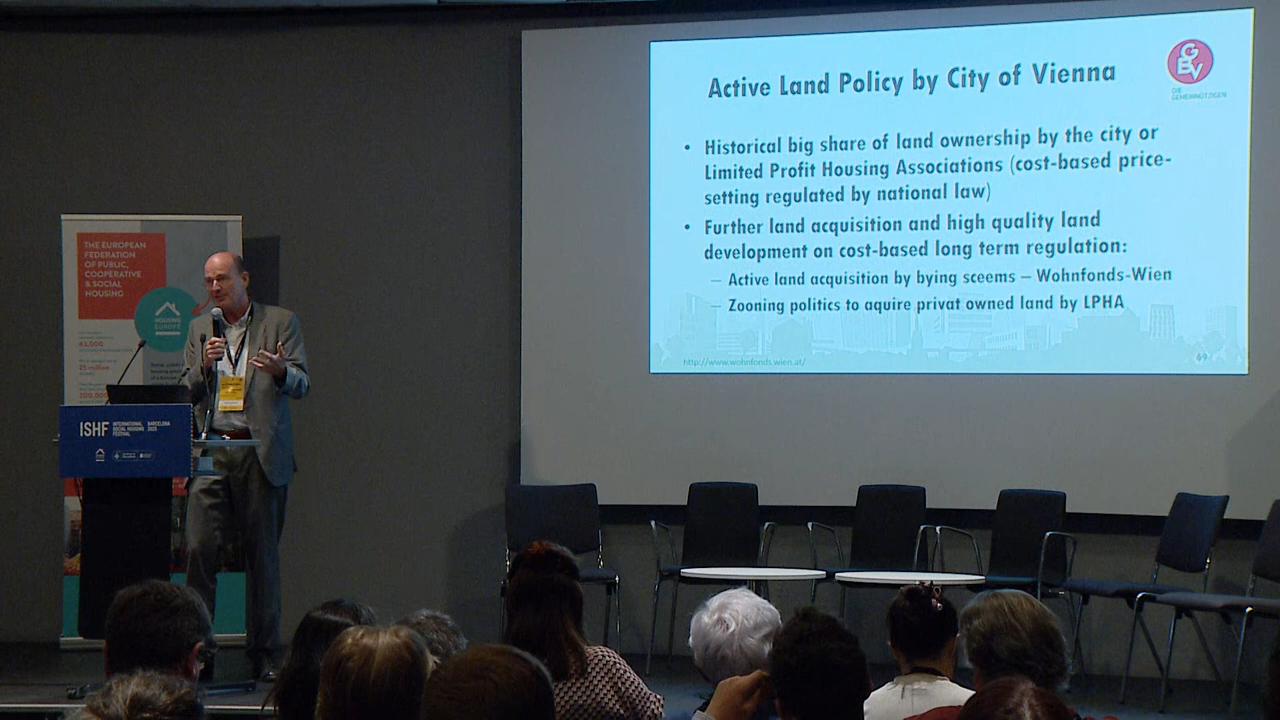 Active Land Policy by City of Vienna
GBV
DIE
GEMEINNÜTZIGEN
• Historical big share of land ownership by the city or
Limited Profit Housing Associations (cost-based price-
setting regulated by national law)
• Further land acquisition and high quality land
development on cost-based long term regulation:
– Active land acquisition by bying sceems – Wohnfonds-Wien
– Zooning politics to aquire privat owned land by LPHA
http://www.wohnfonds.wien.at/
69
THE EUROPEAN
FEDERATION
OF PUBLIC,
COOPERATIVE
& SOCIAL
HOUSING
HOUSING
EUROPE
25 million
ISHF
INTERNATIONAL
SOCIAL HOUSING
FESTIVAL
BARCELONA